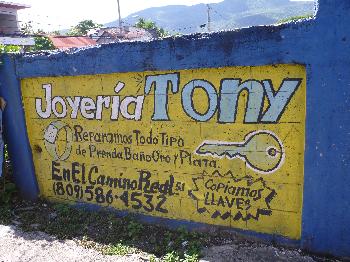 Joyería Tony
Reparamos Todo Tipo
de Prenda Baño Oro y Plata
En El Camino Real 51
(809) 586-4532
Copiamos
LLAVES